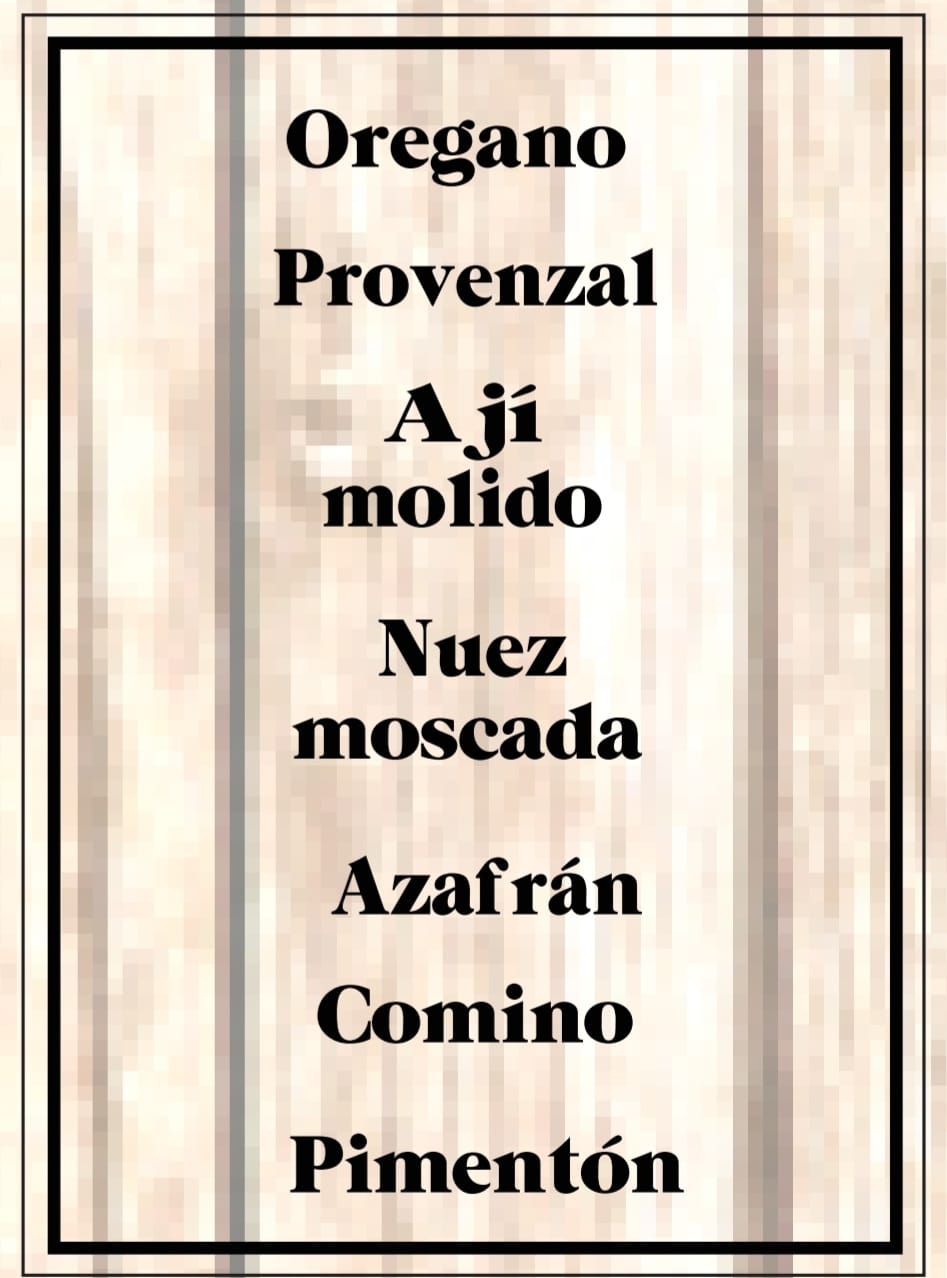 Oregano
Provenzal
Ají
molido
Nuez
moscada
Azafrán
Comino
Pimentón